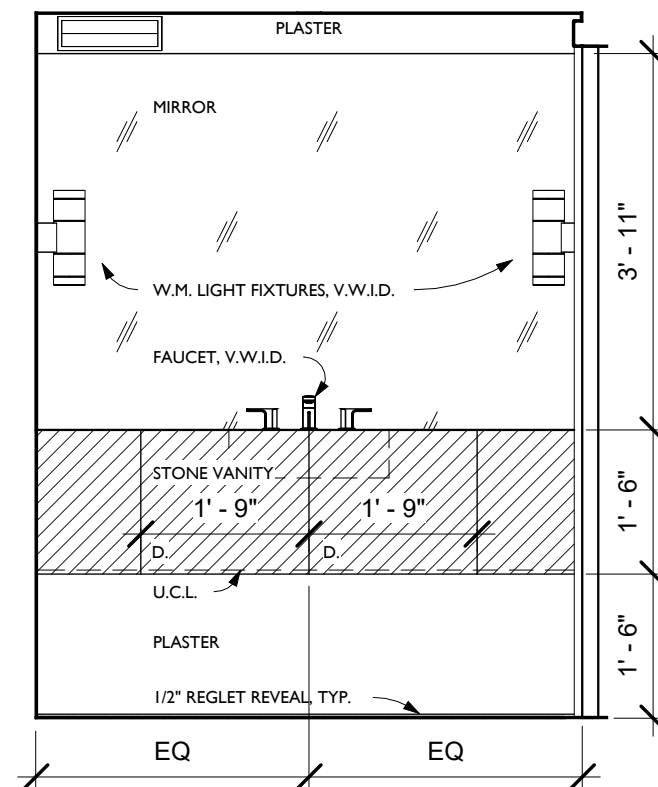 PLASTER
MIRROR
3' - 11"
W.M. LIGHT FIXTURES, V.W.I.D.
FAUCET, V.W.I.D.
STONE VANITY
1' - 9"
1' - 9"
1' - 6"
D.
D.
U.C.L.
PLASTER
1' - 6"
1/2" REGLET REVEAL, TYP.
EQ
EQ